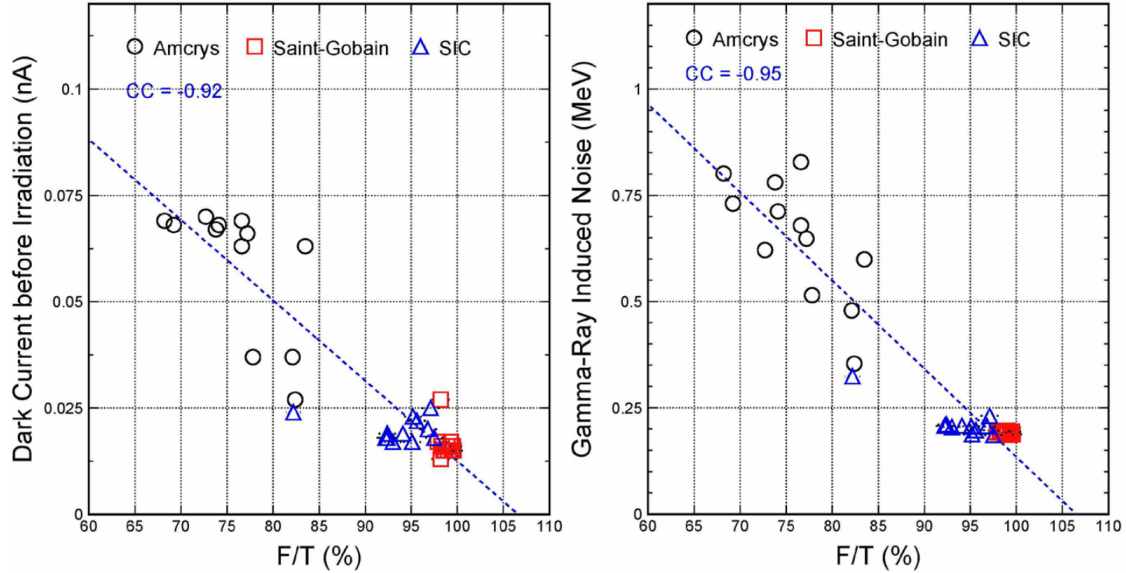 Amcrys Saint-Gobain SIC
CC = -0.92
Dark Current before Irradiation (nA)
0.1
0.075
0.05
0.025
0
60 65 70 75 80 85 90 95 100 105 110
F/T (%)
Amcrys Saint-Gobain SIC
CC = -0.95
Gamma-Ray Induced Noise (MeV)
1
0.75
0.5
0.25
0
60 65 70 75 80 85 90 95 100 105 110
F/T (%)